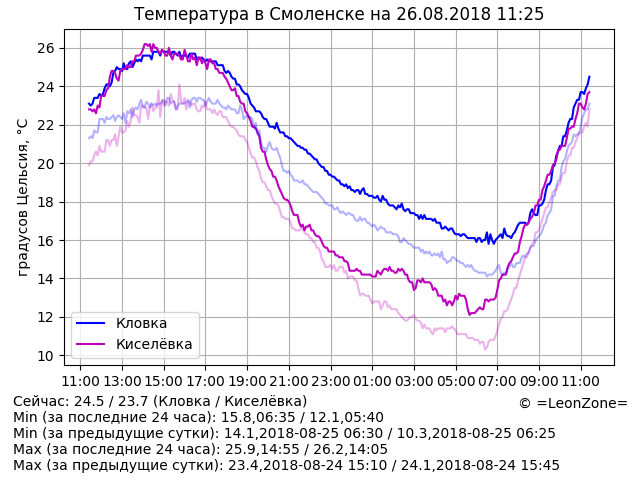 Температура в Смоленске на 26.08.2018 11:25
градусов Цельсия, °C
26
24
22
20
18
16
14
12
10
Кловка
Киселёвка
11:00 13:00 15:00 17:00 19:00 21:00 23:00 01:00 03:00 05:00 07:00 09:00 11:00
Сейчас: 24.5 / 23.7 (Кловка / Киселёвка)
© =LeonZone=
Min (за последние 24 часа): 15.8,06:35 / 12.1,05:40
Min (за предыдущие сутки): 14.1,2018-08-25 06:30 / 10.3,2018-08-25 06:25
Max (за последние 24 часа): 25.9,14:55 / 26.2,14:05
Max (за предыдущие сутки): 23.4,2018-08-24 15:10 / 24.1,2018-08-24 15:45